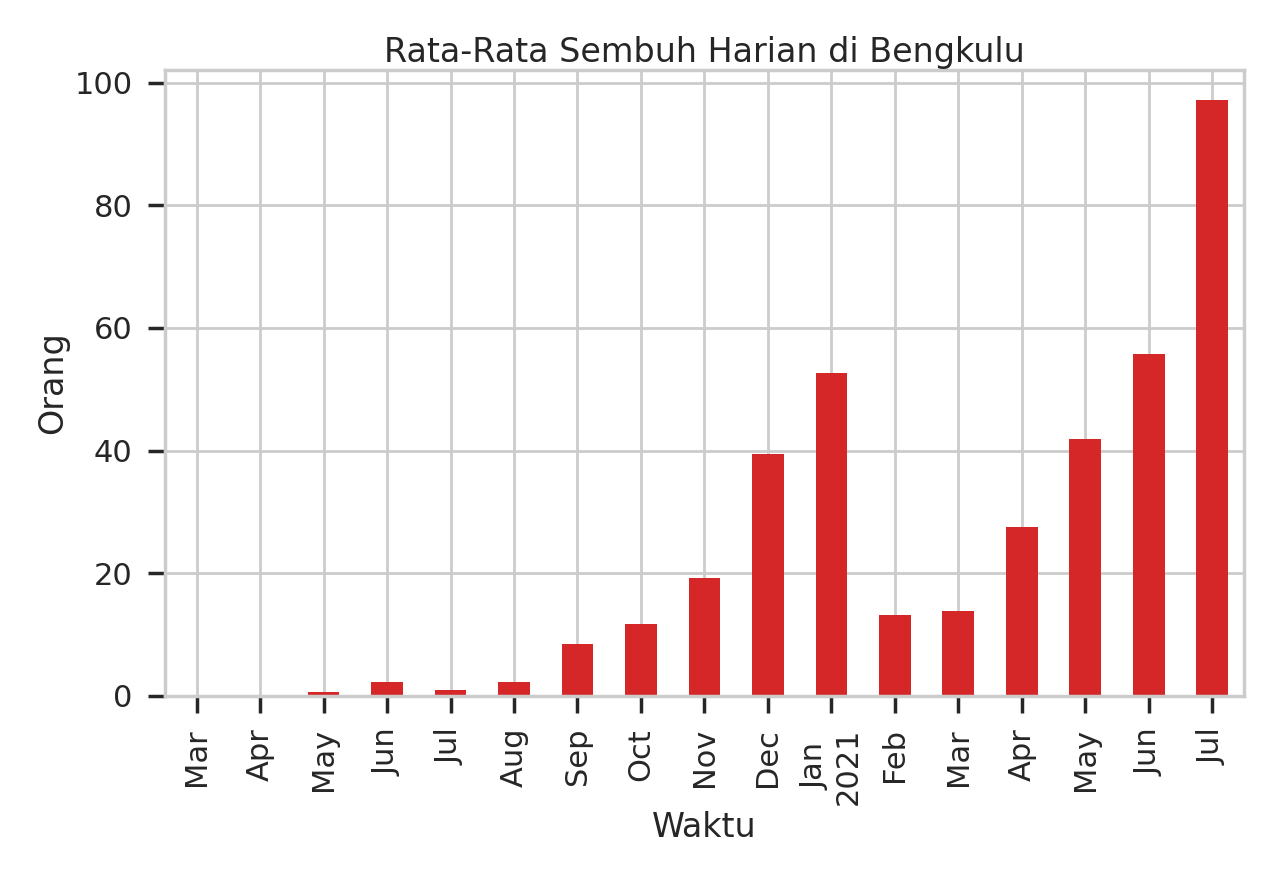 Rata-Rata Sembuh Harian di Bengkulu
100
80
60
40
20
0
Orang
Mar
Apr
May
Jun
Jul
Aug
Sep
Oct
Nov
Dec
Jan
2021
Feb
Mar
Apr
May
Jun
Jul
Waktu